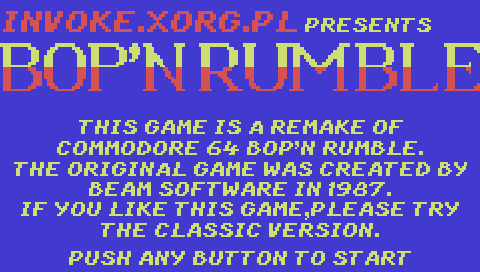 INVOKE.XORG.PL PRESENTS
BOP'N RUMBLE
THIS GAME IS A REMAKE OF
COMMODORE 64 BOP'N RUMBLE.
THE ORIGINAL GAME WAS CREATED BY
BEAM SOFTWARE IN 1987.
IF YOU LIKE THIS GAME,PLEASE TRY
THE CLASSIC VERSION.
PUSH ANY BUTTON TO START